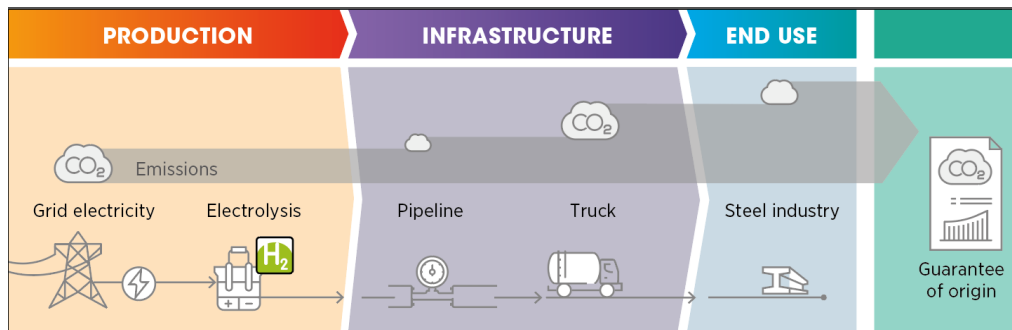 PRODUCTION
INFRASTRUCTURE
END USE
CO₂
CO₂
CO₂
Emissions
Grid electricity
Electrolysis
Pipeline
Truck
Steel industry
H₂
Guarantee
of origin